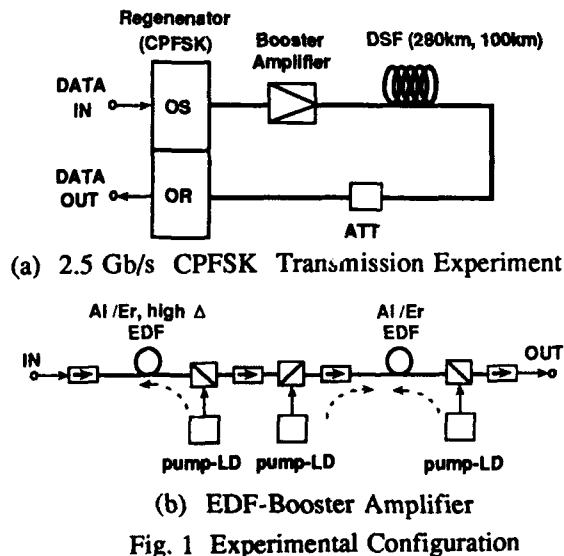 Regenenator
(CPFSK)
Booster
Amplifier
DSF (280km, 100km)
DATA
IN
OS
DATA
OUT
OR
ATT
(a) 2.5 Gb/s CPFSK Transmission Experiment
Al /Er, high Δ
EDF
Al /Er
EDF
IN
OUT
pump-LD
pump-LD
pump-LD
(b) EDF-Booster Amplifier
Fig. 1 Experimental Configuration